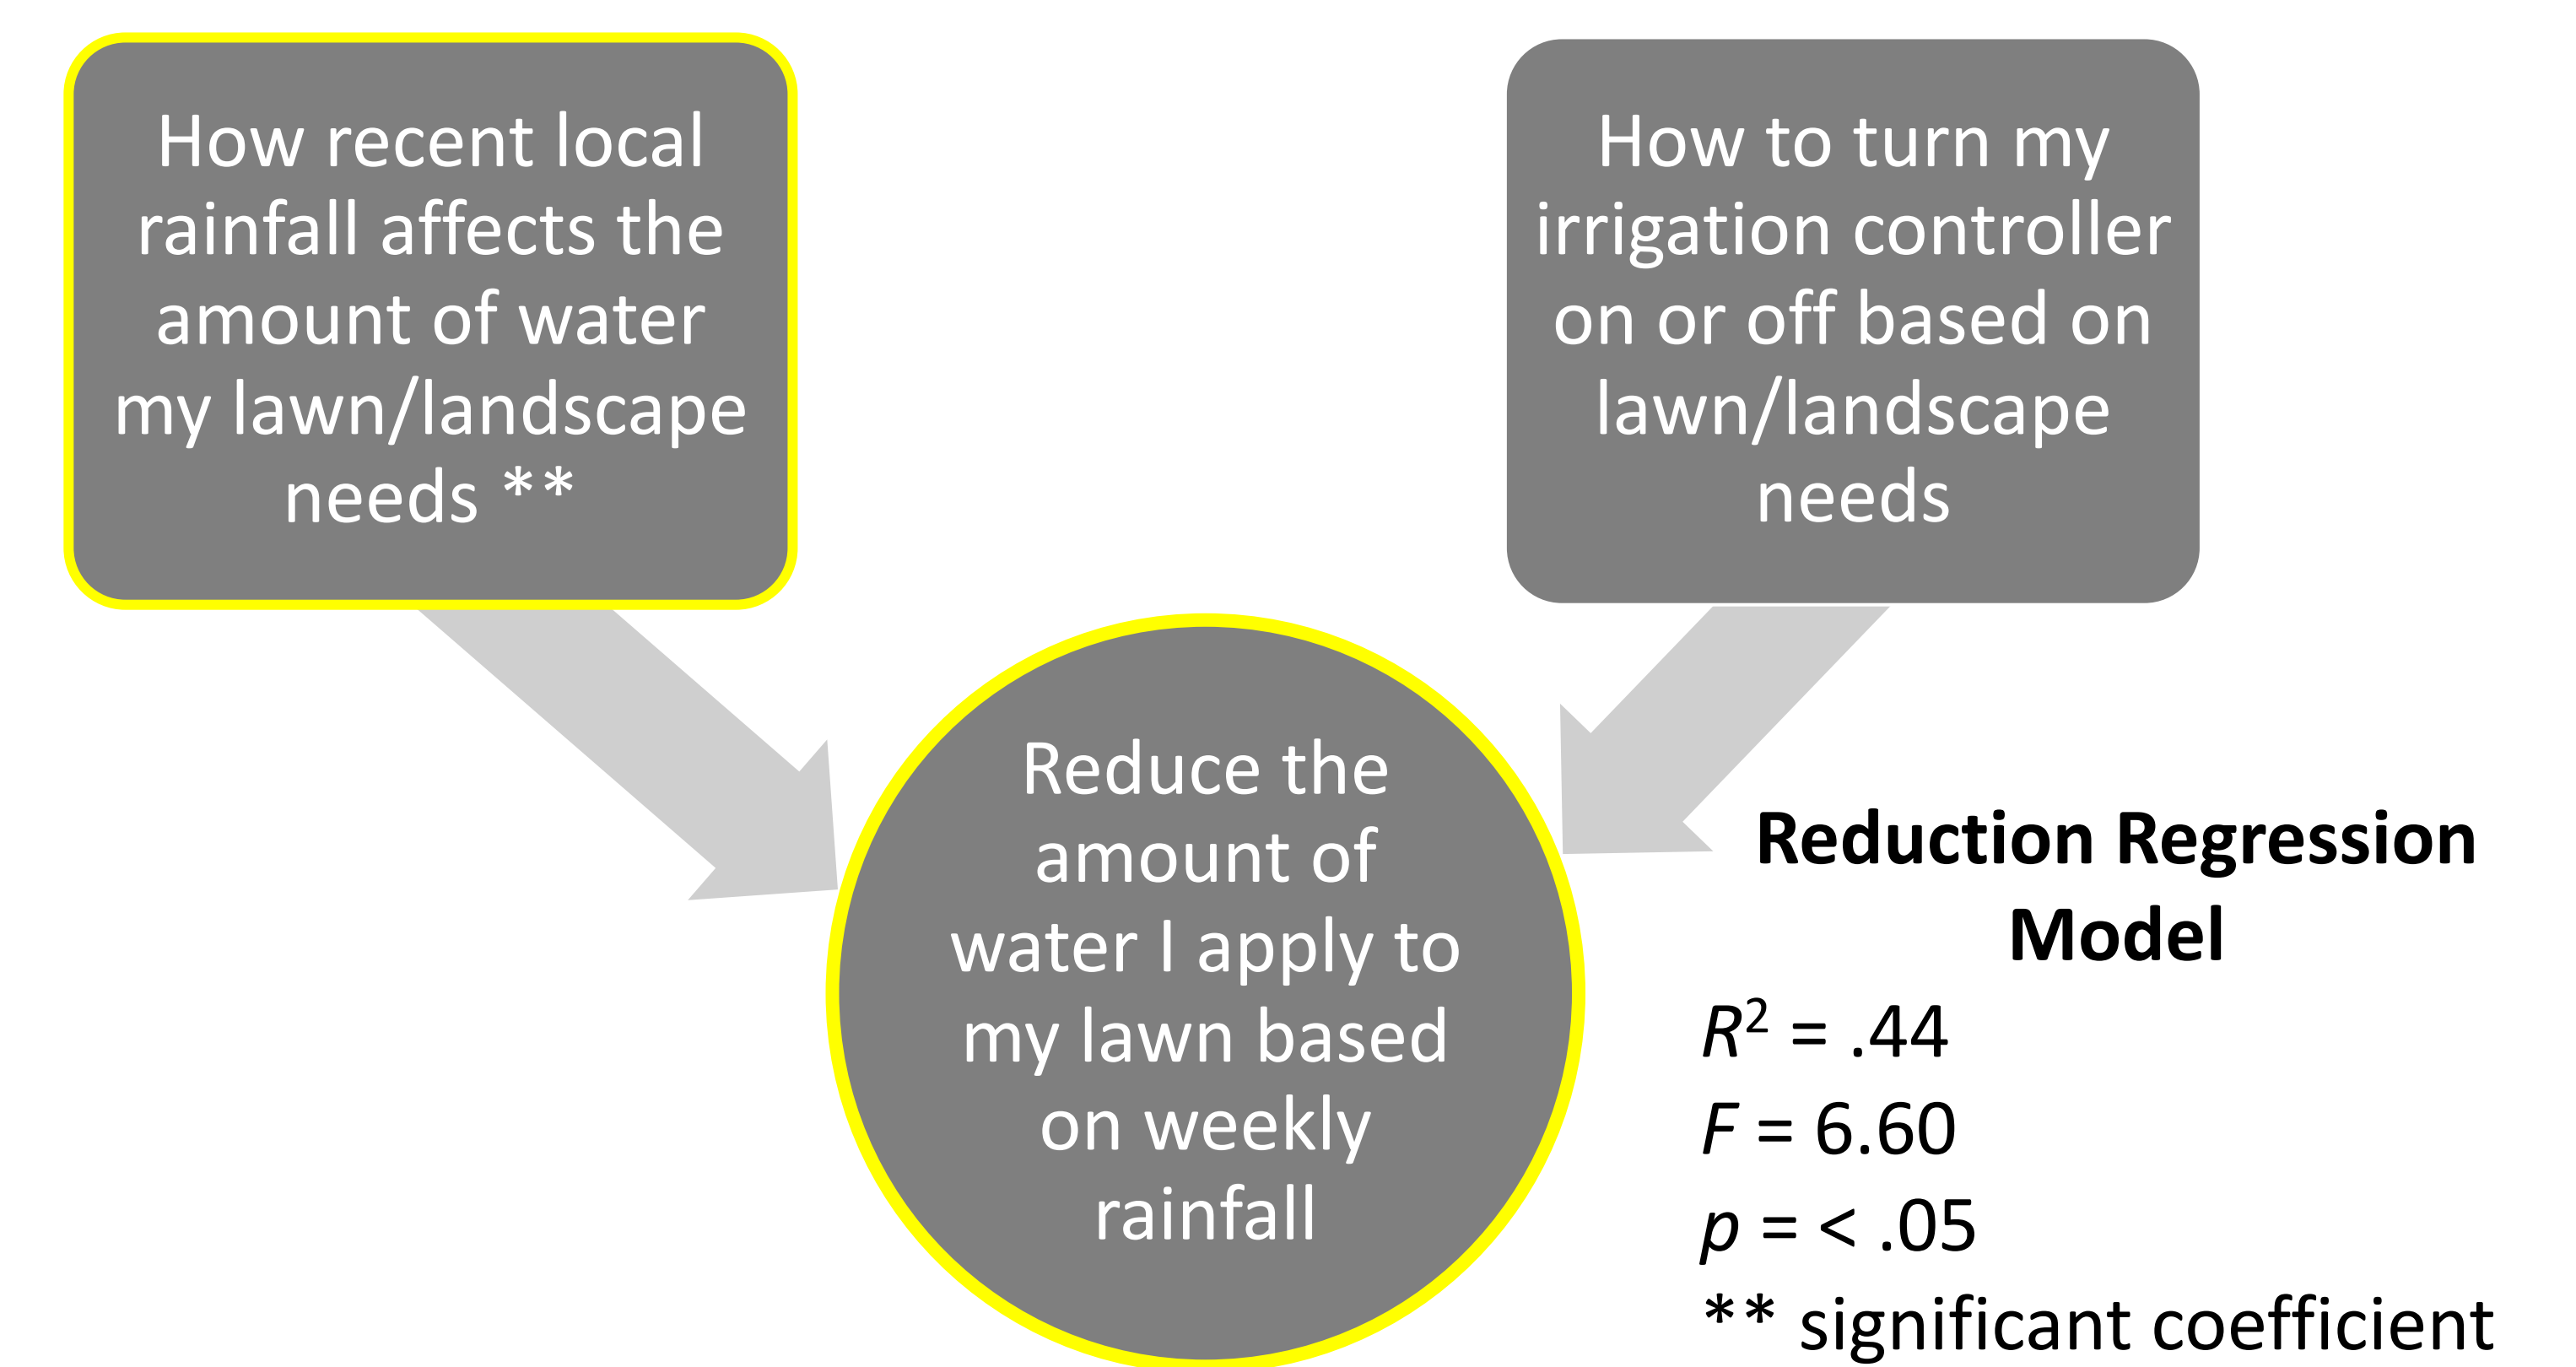 How recent local
rainfall affects the
amount of water
my lawn/landscape
needs **
How to turn my
irrigation controller
on or off based on
lawn/landscape
needs
Reduce the
amount of
water I apply to
my lawn based
on weekly
rainfall
Reduction Regression
Model
R² = .44
F = 6.60
p = < .05
** significant coefficient